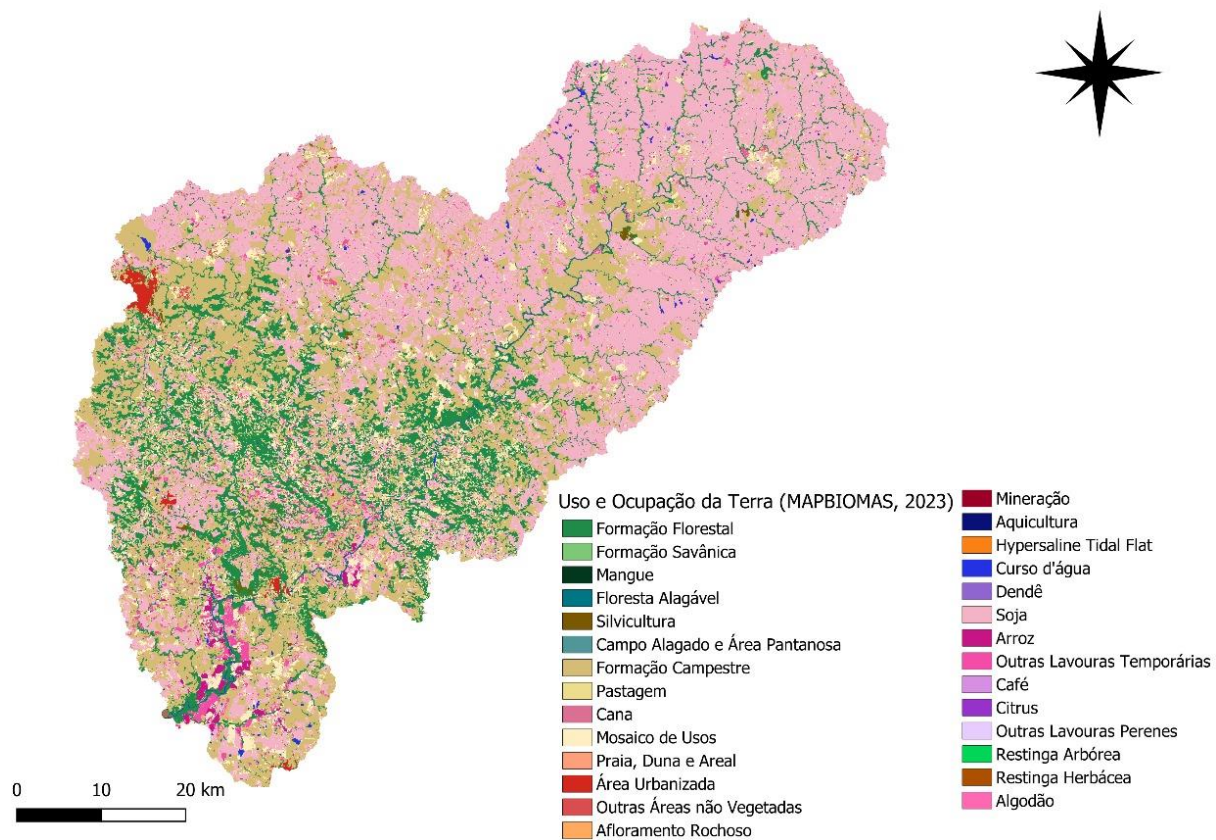 Uso e Ocupação da Terra (MAPBIOMAS, 2023)
Formação Florestal
Formação Savânica
Mangue
Floresta Alagável
Silvicultura
Campo Alagado e Área Pantanosa
Formação Campestre
Pastagem
Cana
Mosaico de Usos
Praia, Duna e Areal
Área Urbanizada
Outras Áreas não Vegetadas
Afloramento Rochoso
Mineração
Aquicultura
Hypersaline Tidal Flat
Curso d'água
Dendê
Soja
Arroz
Outras Lavouras Temporárias
Café
Citrus
Outras Lavouras Perenes
Restinga Arbórea
Restinga Herbácea
Algodão
0 10 20 km